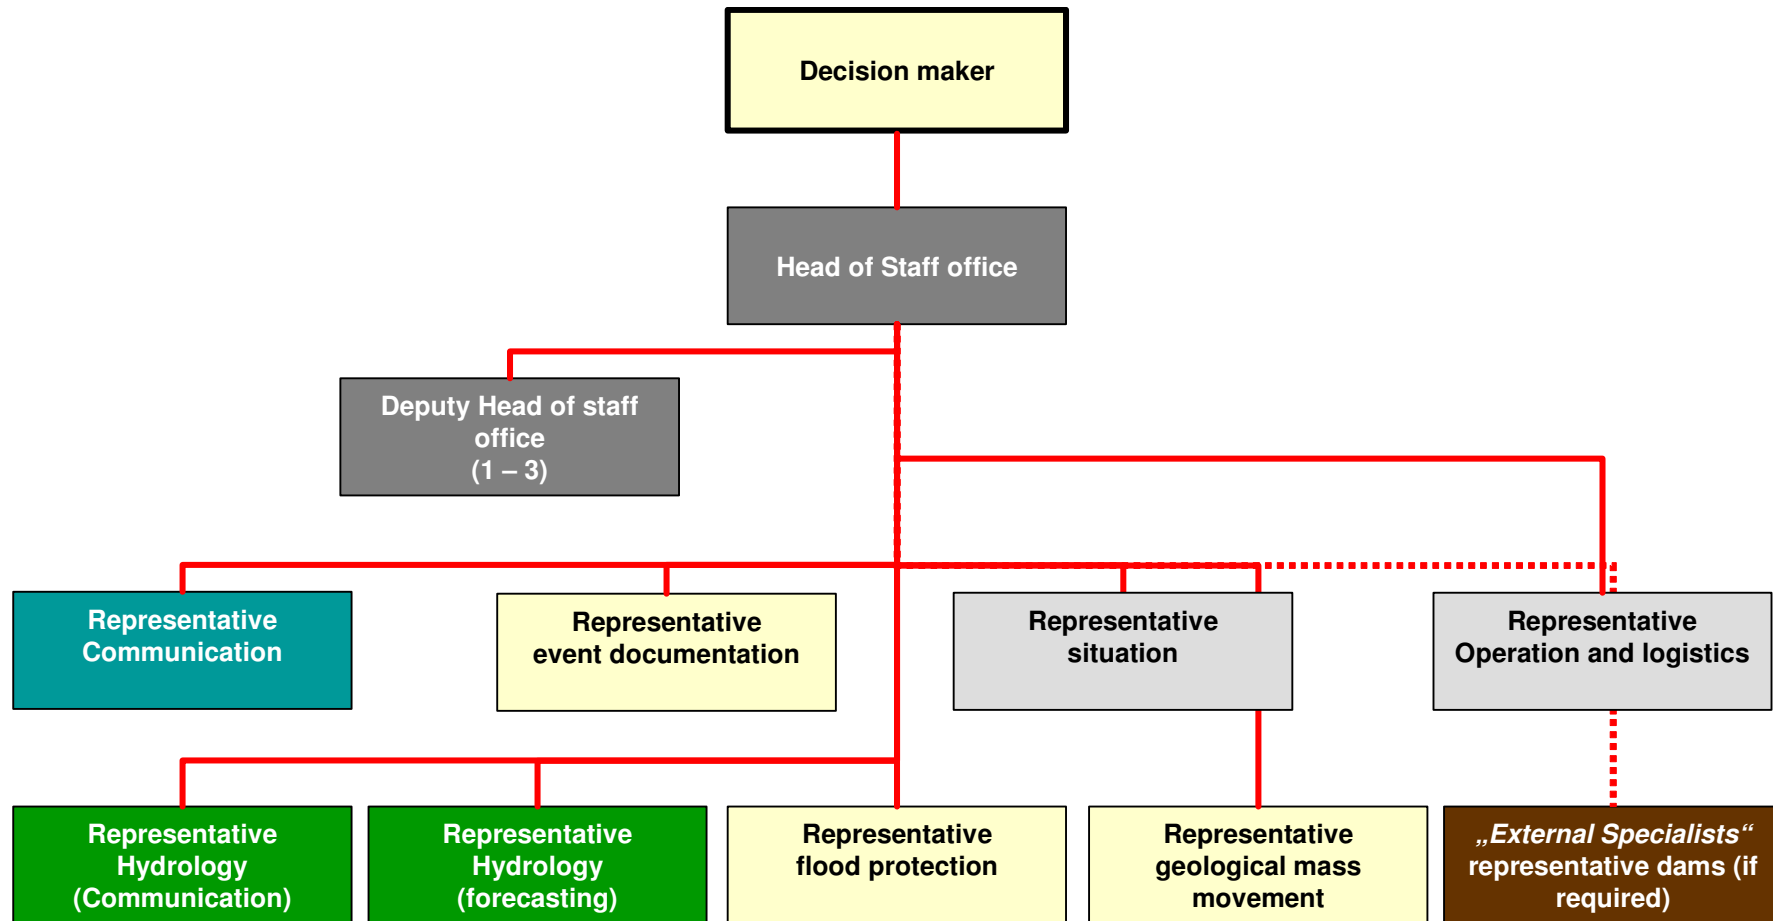 Decision maker
Head of Staff office
Deputy Head of staff
office
(1 – 3)
Representative
Communication
Representative
event documentation
Representative
situation
Representative
Operation and logistics
Representative
Hydrology
(Communication)
Representative
Hydrology
(forecasting)
Representative
flood protection
Representative
geological mass
movement
„External Specialists“
representative dams (if
required)